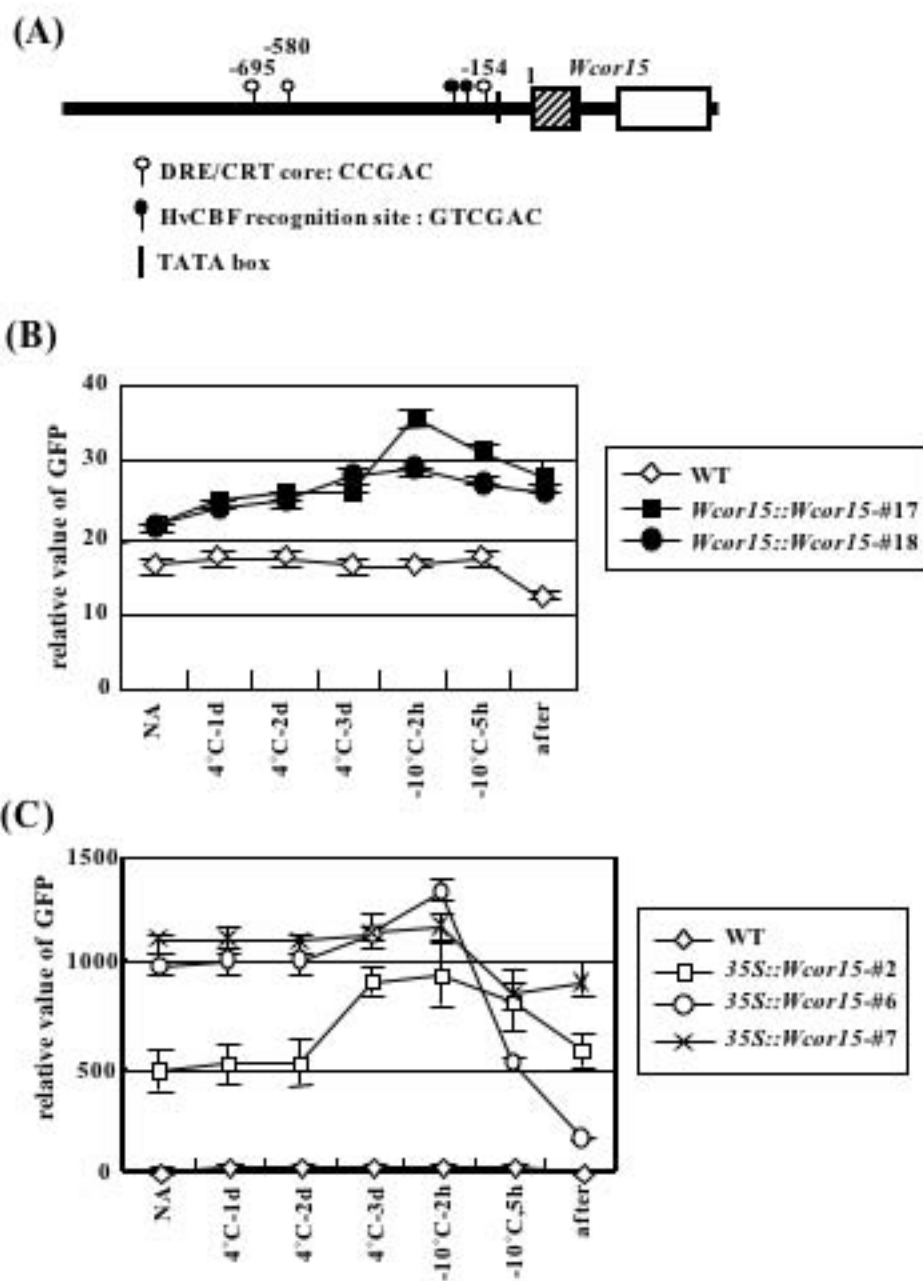 (A)
-580
-695
-154
1
Wcor15
DRE/CRT core: CCGAC
HvCBF recognition site : GTCGAC
TATA box
(B)
relative value of GFP
40
30
20
10
0
NA
4°C-1d
4°C-2d
4°C-3d
-10°C-2h
-10°C-5h
after
WT
Wcor15::Wcor15-#17
Wcor15::Wcor15-#18
(C)
relative value of GFP
1500
1000
500
0
NA
4°C-1d
4°C-2d
4°C-3d
-10°C-2h
-10°C.5h
after
WT
35S::Wcor15-#2
35S::Wcor15-#6
35S::Wcor15-#7